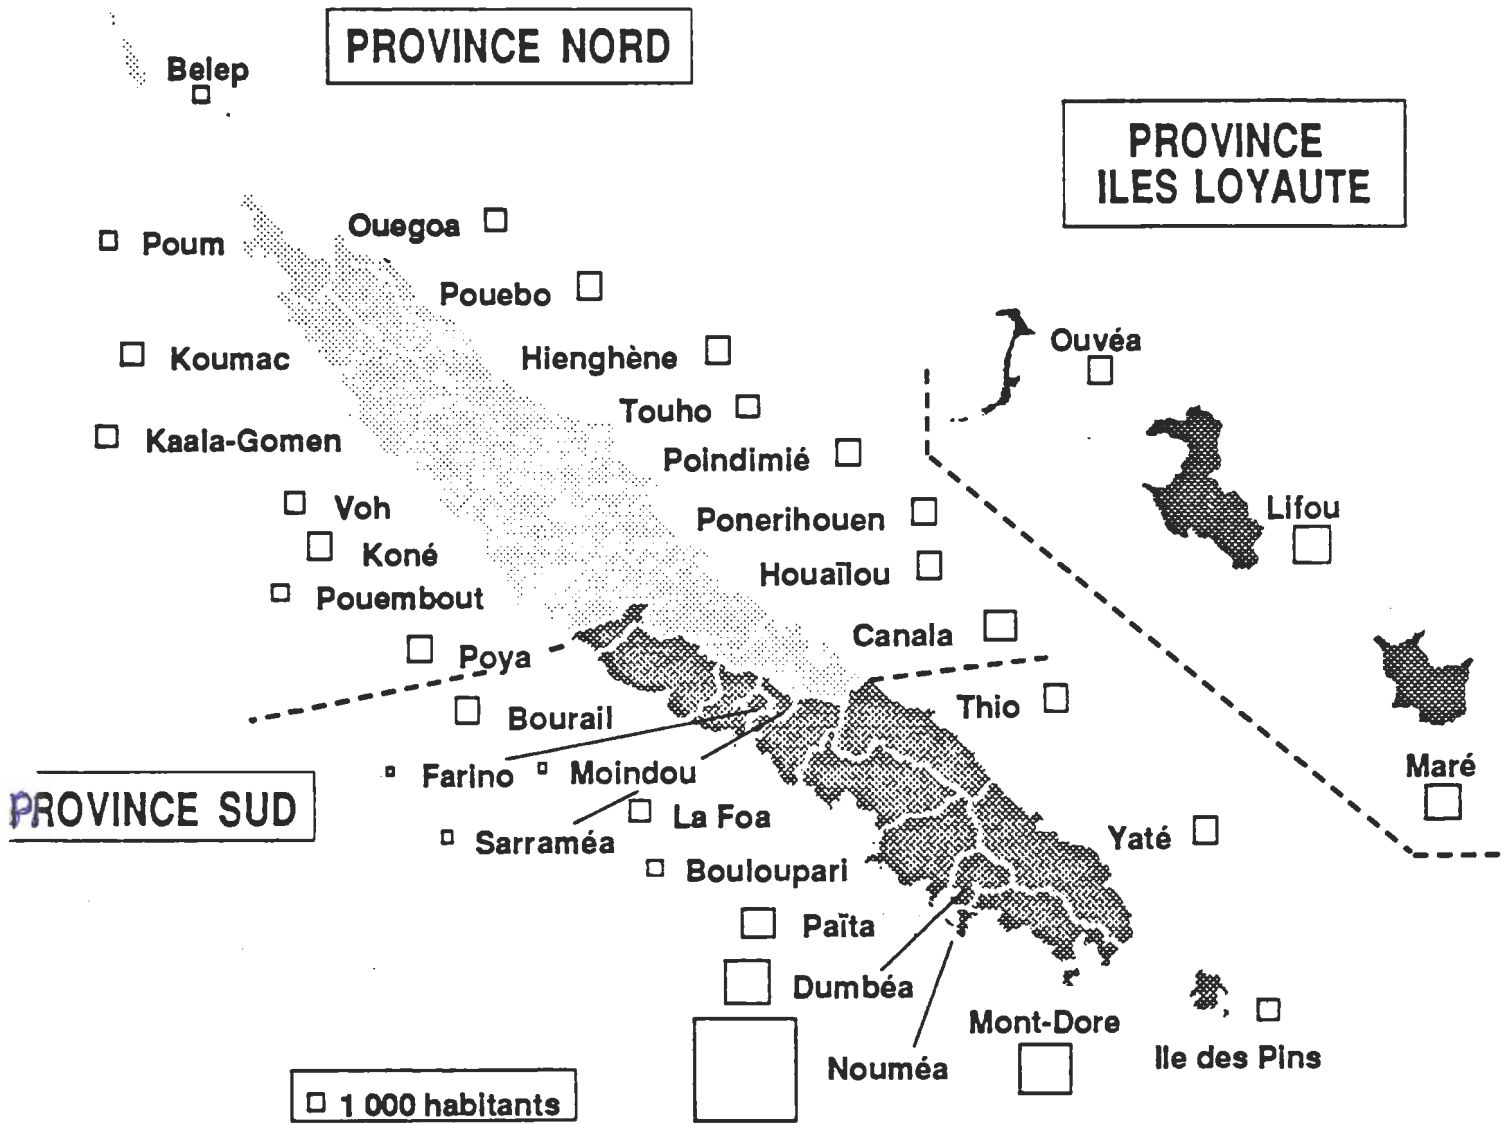 PROVINCE NORD
Belep
PROVINCE
ILES LOYAUTE
Ouegoa
Poum
Pouebo
Ouvéa
Koumac
Hienghène
Touho
Kaala-Gomen
Poindimié
Voh
Lifou
Ponerihouen
Koné
Houaïlou
Pouembout
Canala
Poya
Thio
Bourail
Maré
Farino
Moindou
PROVINCE SUD
La Foa
Yaté
Sarraméa
Bouloupari
Païta
Dumbéa
Mont-Dore
Ile des Pins
Nouméa
1 000 habitants